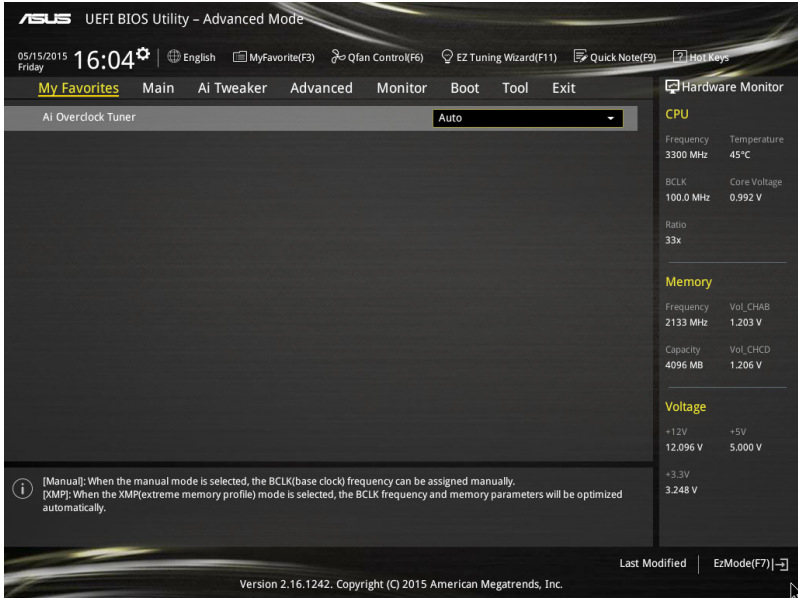 ASUS UEFI BIOS Utility – Advanced Mode
05/15/2015 Friday 16:04 English MyFavorite(F3) Qfan Control(F6) EZ Tuning Wizard(F11) Quick Note(F9) ? Hot Keys
My Favorites Main Ai Tweaker Advanced Monitor Boot Tool Exit
Hardware Monitor
Ai Overclock Tuner Auto
CPU
Frequency Temperature
3300 MHz 45°C
BCLK Core Voltage
100.0 MHz 0.992 V
Ratio
33x
Memory
Frequency Vol_CHAB
2133 MHz 1.203 V
Capacity Vol_CHCD
4096 MB 1.206 V
Voltage
+12V +5V
12.096 V 5.000 V
+3.3V
3.248 V
[Manual]: When the manual mode is selected, the BCLK(base clock) frequency can be assigned manually.
[XMP]: When the XMP(extreme memory profile) mode is selected, the BCLK frequency and memory parameters will be optimized
automatically.
Last Modified EzMode(F7)
Version 2.16.1242. Copyright (C) 2015 American Megatrends, Inc.